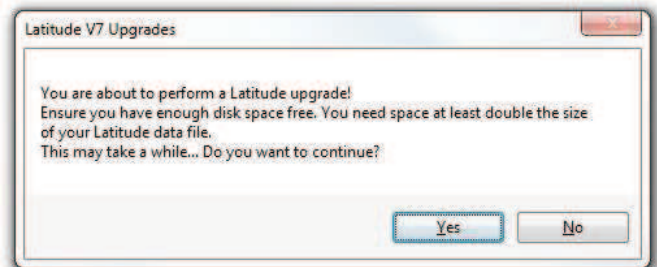 Latitude V7 Upgrades
You are about to perform a Latitude upgrade!
Ensure you have enough disk space free. You need space at least double the size
of your Latitude data file.
This may take a while... Do you want to continue?
Yes
No